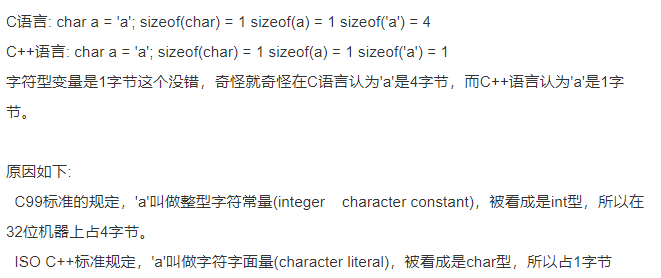 C语言: char a = 'a'; sizeof(char) = 1 sizeof(a) = 1 sizeof('a') = 4
C++语言: char a = 'a'; sizeof(char) = 1 sizeof(a) = 1 sizeof('a') = 1
字符型变量是1字节这个没错，奇怪就奇怪在C语言认为'a'是4字节，而C++语言认为'a'是1字
节。
原因如下:
C99标准的规定，'a'叫做整型字符常量(integer    character constant)，被看成是int型，所以在
32位机器上占4字节。
ISO C++标准规定，'a'叫做字符字面量(character literal)，被看成是char型，所以占1字节